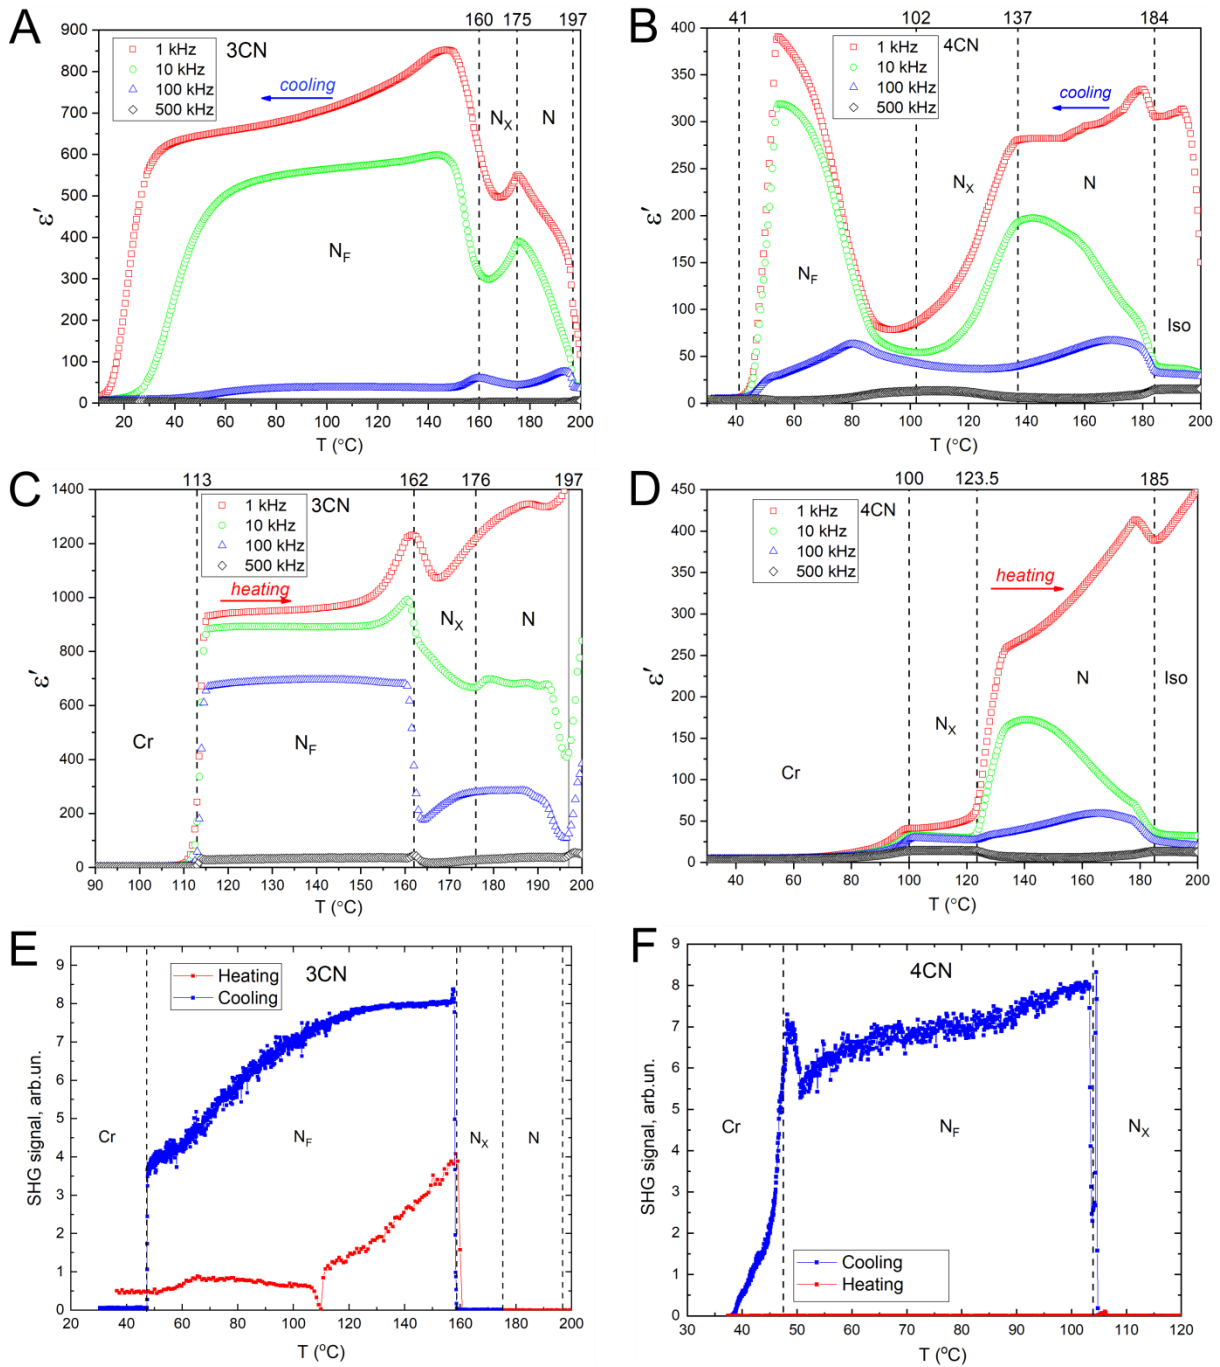 A
160 175 197
900
800
700
600
500
400
300
200
100
0
ε′
1 kHz
10 kHz
100 kHz
500 kHz
3CN
cooling
NX
N
NF
20 40 60 80 100 120 140 160 180 200
T (°C)
B
41 102 137 184
400
350
300
250
200
150
100
50
0
ε′
1 kHz
10 kHz
100 kHz
500 kHz
4CN
cooling
NX
N
NF
Iso
40 60 80 100 120 140 160 180 200
T (°C)
C
113 162 176 197
1400
1200
1000
800
600
400
200
0
ε′
1 kHz
10 kHz
100 kHz
500 kHz
3CN
heating
NX
N
Cr
NF
90 100 110 120 130 140 150 160 170 180 190 200
T (°C)
D
100 123.5 185
450
400
350
300
250
200
150
100
50
0
ε′
1 kHz
10 kHz
100 kHz
500 kHz
4CN
heating
N
Iso
NX
Cr
40 60 80 100 120 140 160 180 200
T (°C)
E
9
8
7
6
5
4
3
2
1
0
SHG signal, arb.un.
Heating
Cooling
3CN
Cr
NF
NX
N
20 40 60 80 100 120 140 160 180 200
T (°C)
F
9
8
7
6
5
4
3
2
1
0
SHG signal, arb.un.
4CN
Cr
NF
NX
Cooling
Heating
30 40 50 60 70 80 90 100 110 120
T (°C)